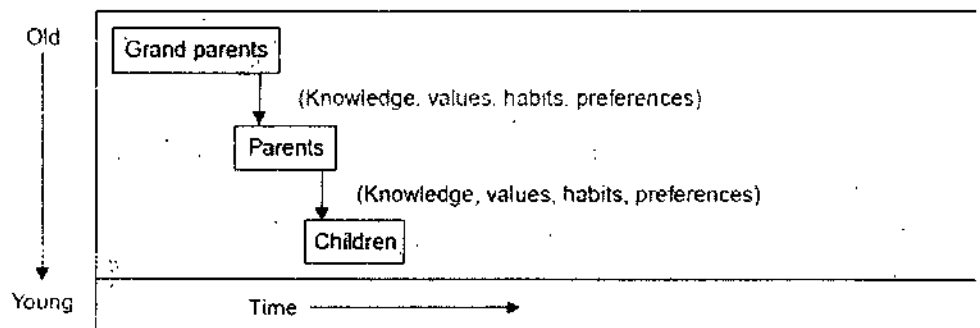 Old
Grand parents
(Knowledge, values, habits, preferences)
Parents
(Knowledge, values, habits, preferences)
Children
Young
Time